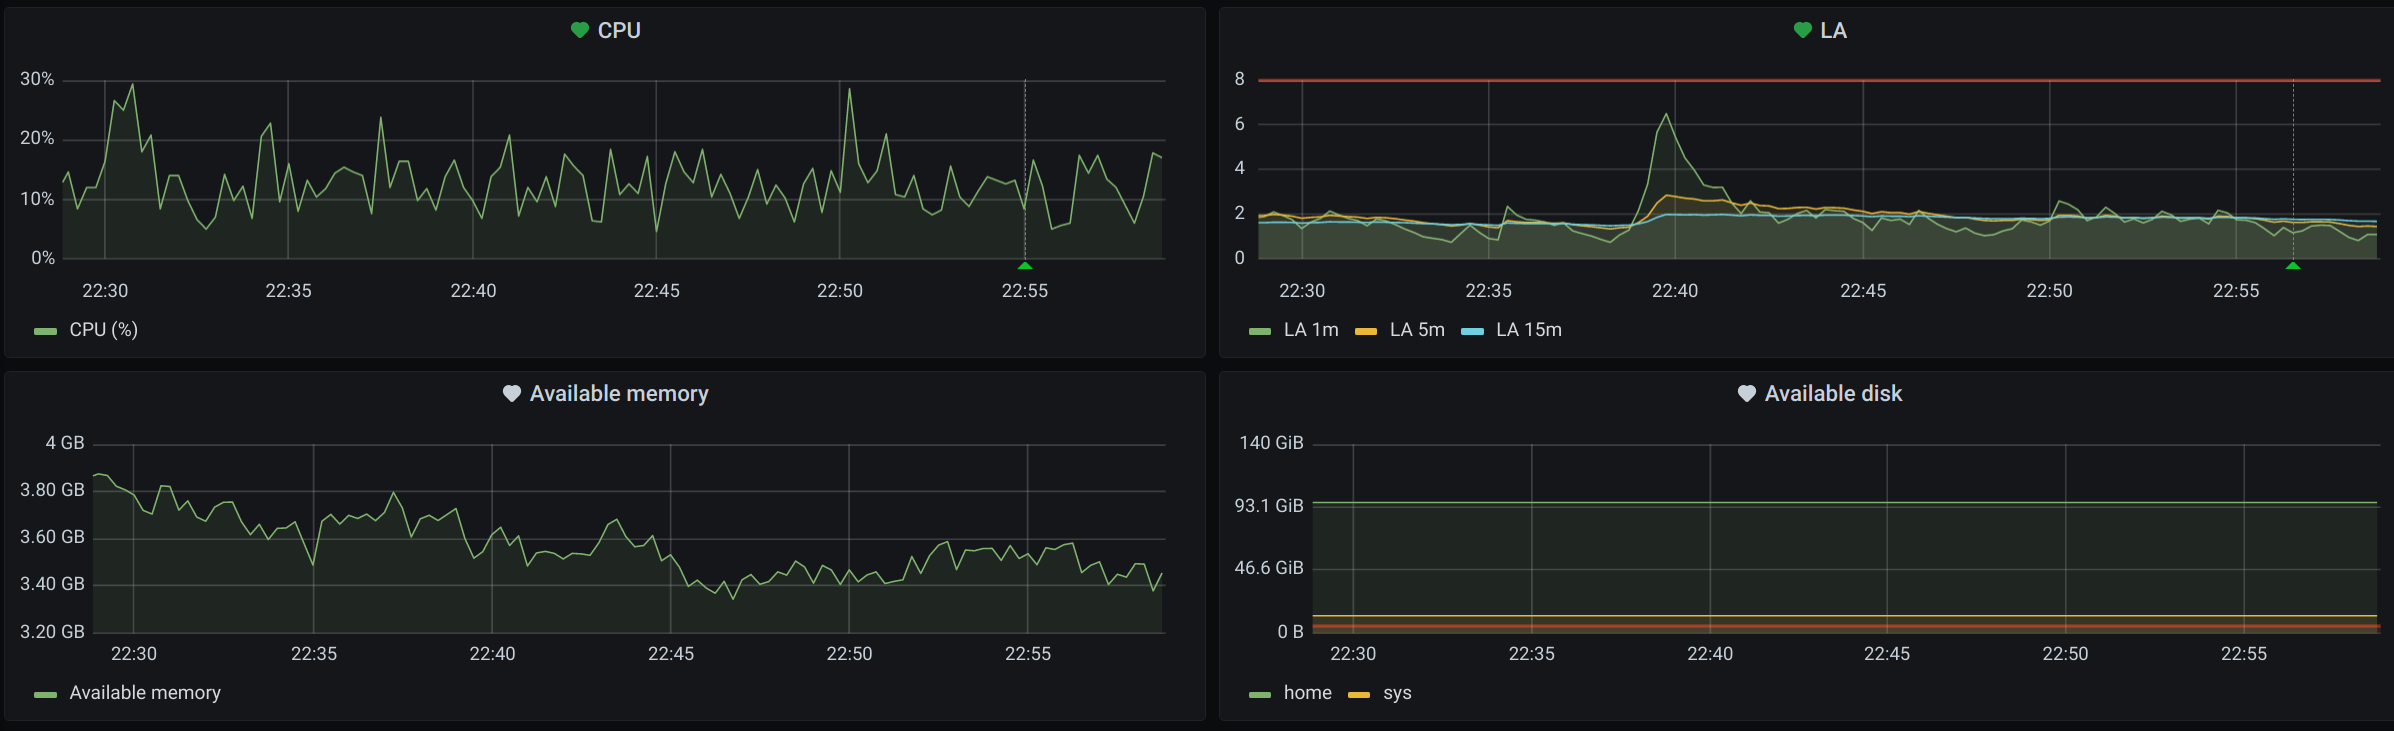 CPU
30%
20%
10%
0%
22:30 22:35 22:40 22:45 22:50 22:55
CPU (%)
LA
8
6
4
2
0
22:30 22:35 22:40 22:45 22:50 22:55
LA 1m LA 5m LA 15m
Available memory
4 GB
3.80 GB
3.60 GB
3.40 GB
3.20 GB
22:30 22:35 22:40 22:45 22:50 22:55
Available memory
Available disk
140 GiB
93.1 GiB
46.6 GiB
0 B
22:30 22:35 22:40 22:45 22:50 22:55
home sys